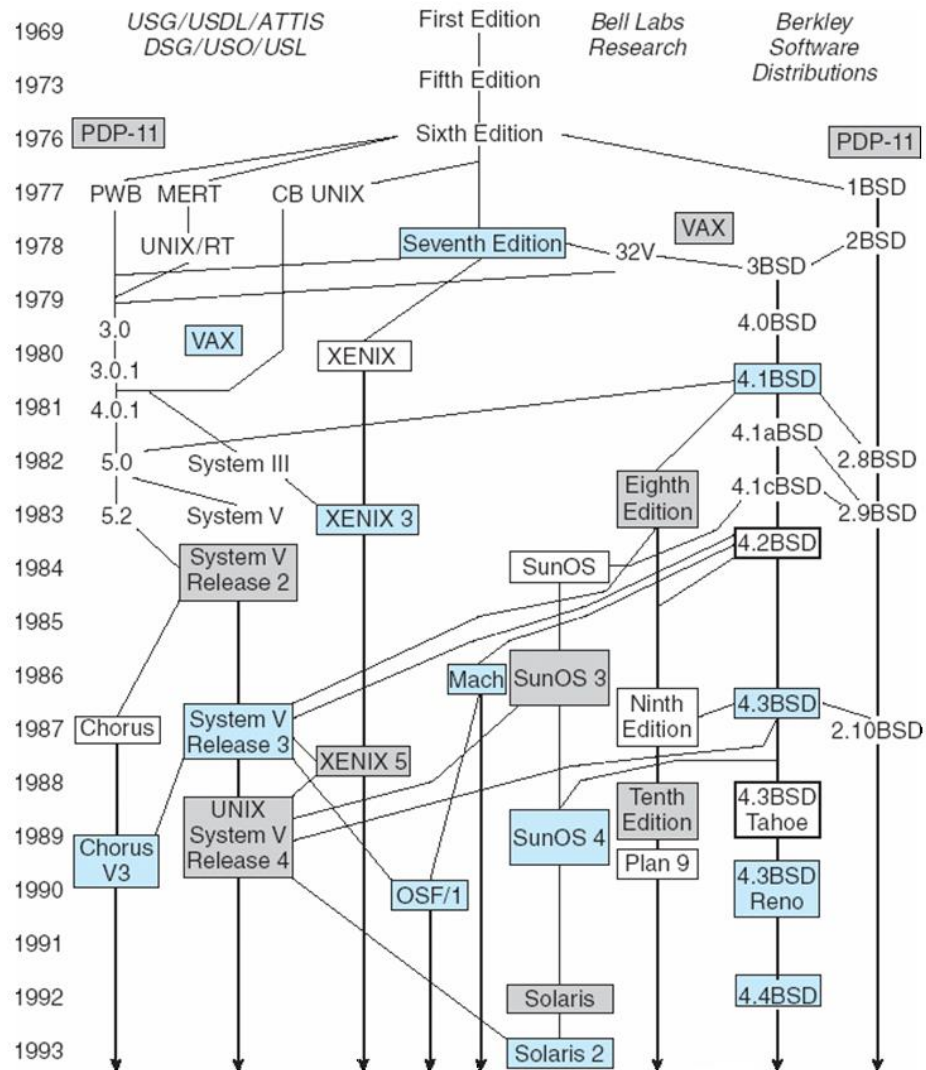 1969
USG/USDL/ATTIS
DSG/USO/USL
First Edition
Bell Labs
Research
Berkley
Software
Distributions
1973
Fifth Edition
1976
PDP-11
Sixth Edition
PDP-11
1977
PWB
MERT
CB UNIX
1BSD
1978
UNIX/RT
Seventh Edition
32V
VAX
3BSD
2BSD
1979
3.0
VAX
4.0BSD
1980
3.0.1
XENIX
4.1BSD
1981
4.0.1
4.1aBSD
1982
5.0
System III
2.8BSD
Eighth
Edition
4.1cBSD
1983
5.2
System V
XENIX 3
2.9BSD
4.2BSD
1984
System V
Release 2
SunOS
1985
1986
Mach
SunOS 3
1987
Chorus
System V
Release 3
Ninth
Edition
4.3BSD
2.10BSD
XENIX 5
1988
UNIX
System V
Release 4
Tenth
Edition
4.3BSD
Tahoe
1989
Chorus
V3
SunOS 4
Plan 9
1990
OSF/1
4.3BSD
Reno
1991
1992
Solaris
4.4BSD
1993
Solaris 2